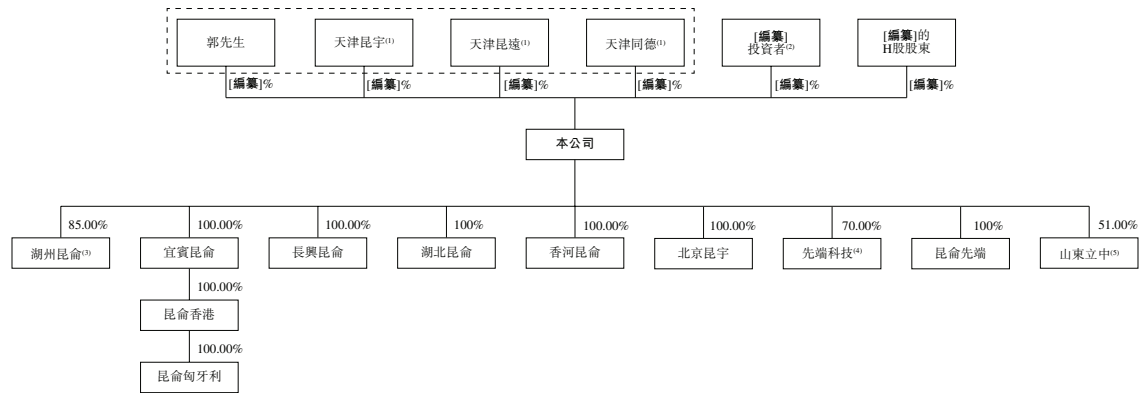 郭先生
天津昆宇(1)
天津昆遠(1)
天津同德(1)
[編纂]
投資者(2)
[編纂]的
H股股東
[編纂]%
[編纂]%
[編纂]%
[編纂]%
[編纂]%
[編纂]%
本公司
85.00%
100.00%
100.00%
100%
100.00%
100.00%
70.00%
100%
51.00%
湖州昆侖(3)
宜賓昆侖
長興昆侖
湖北昆侖
香河昆侖
北京昆宇
先端科技(4)
昆侖先端
山東立中(5)
100.00%
昆侖香港
100.00%
昆侖匈牙利